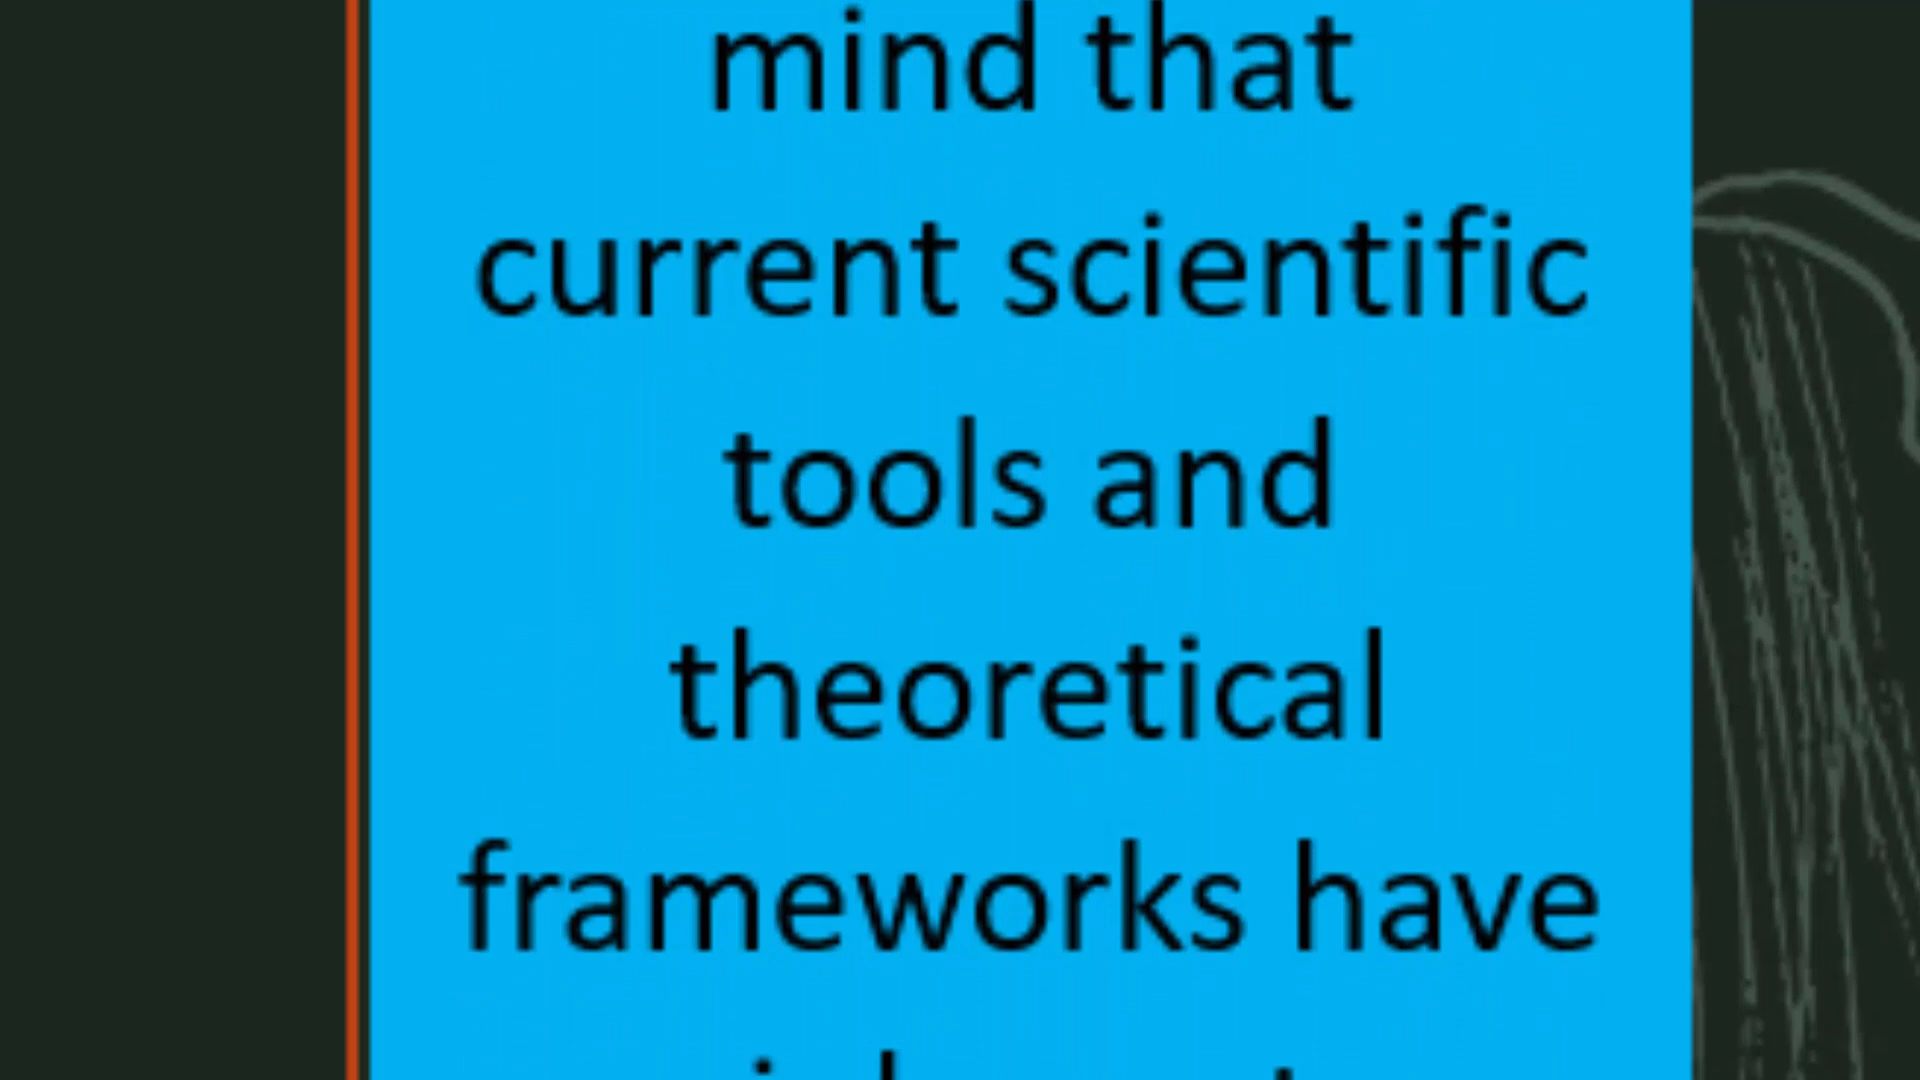 mind that
current scientific
tools and
theoretical
frameworks have